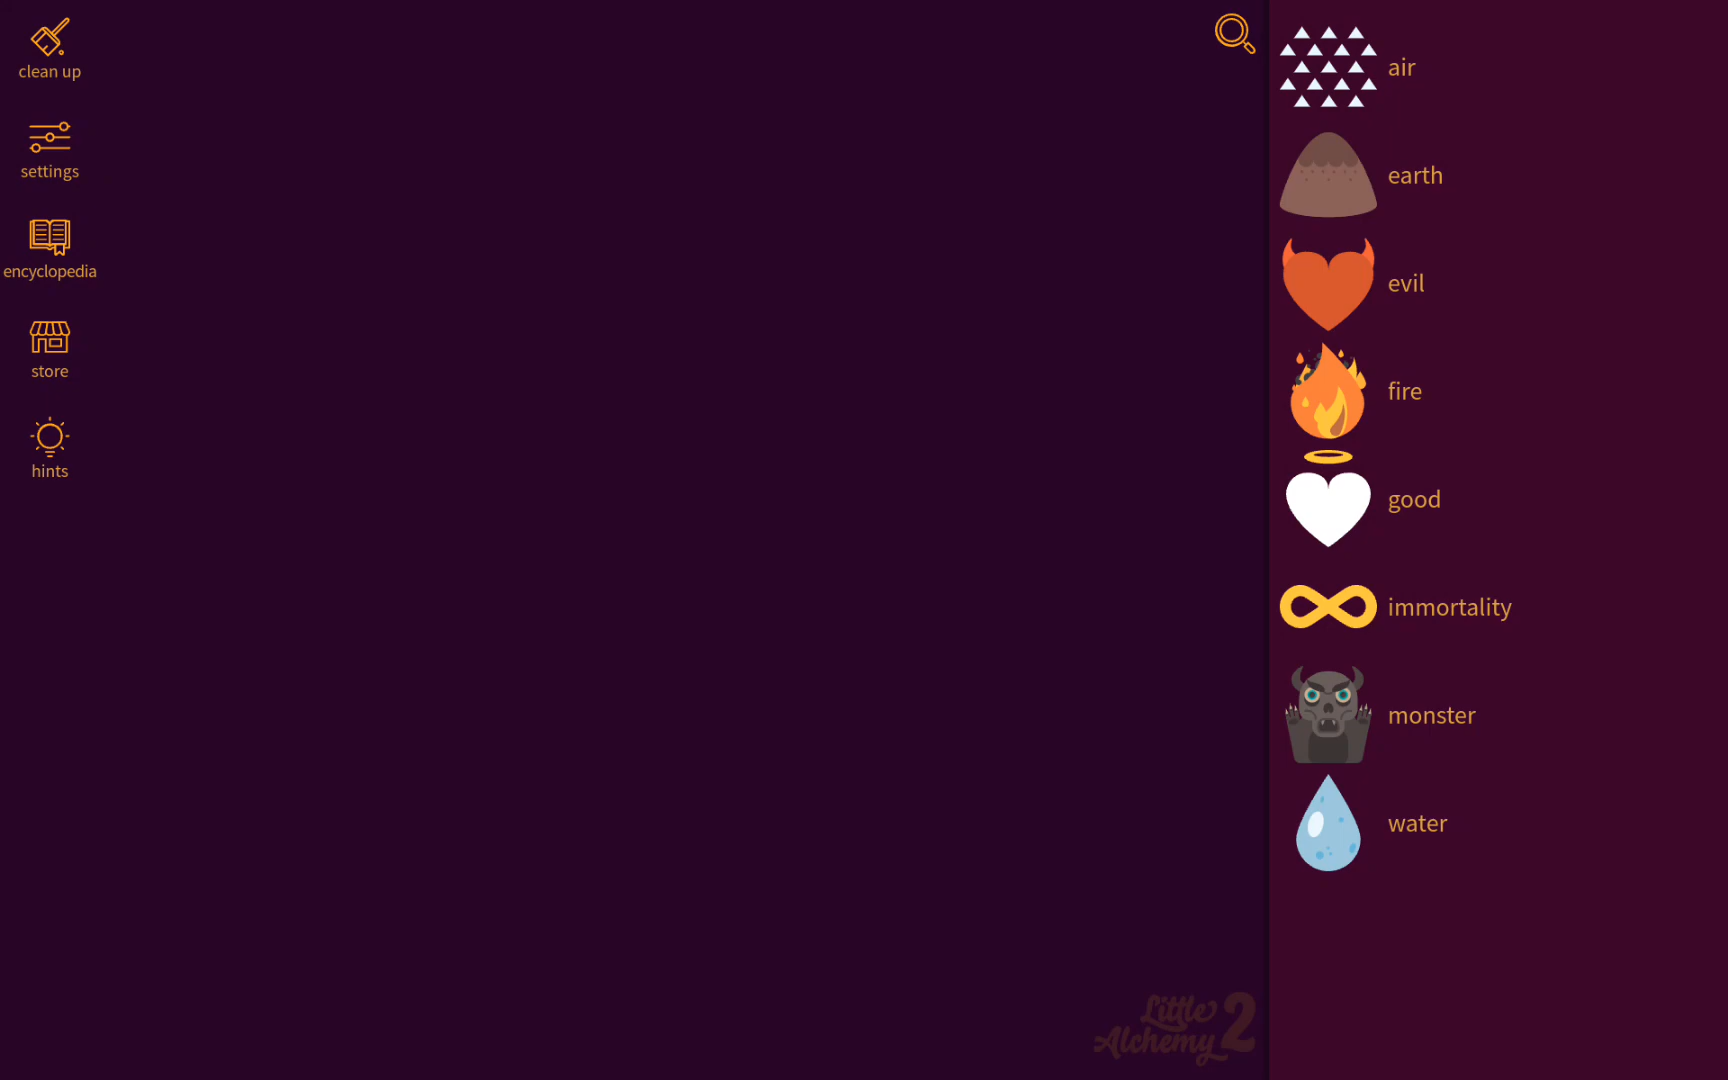 clean up
settings
encyclopedia
store
hints
air
earth
evil
fire
good
immortality
monster
water
Little
Alchemy 2